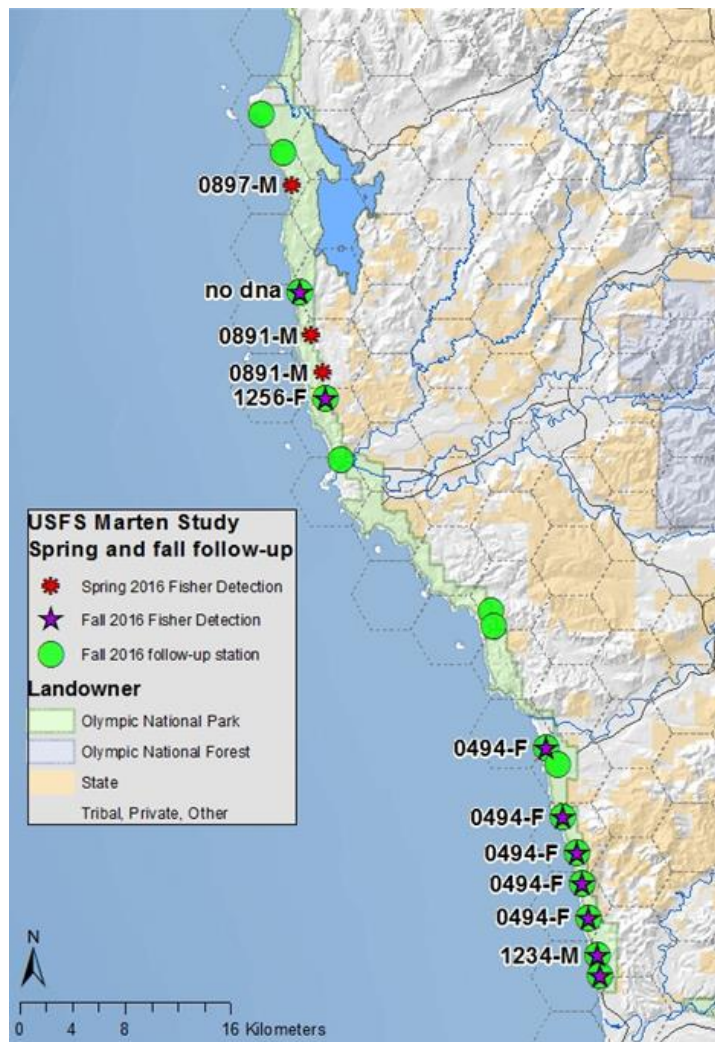 0897-M
no dna
0891-M
0891-M
1256-F
USFS Marten Study
Spring and fall follow-up
Spring 2016 Fisher Detection
Fall 2016 Fisher Detection
Fall 2016 follow-up station
Landowner
Olympic National Park
Olympic National Forest
State
Tribal, Private, Other
0494-F
0494-F
0494-F
0494-F
0494-F
1234-M
N
0 4 8 16 Kilometers